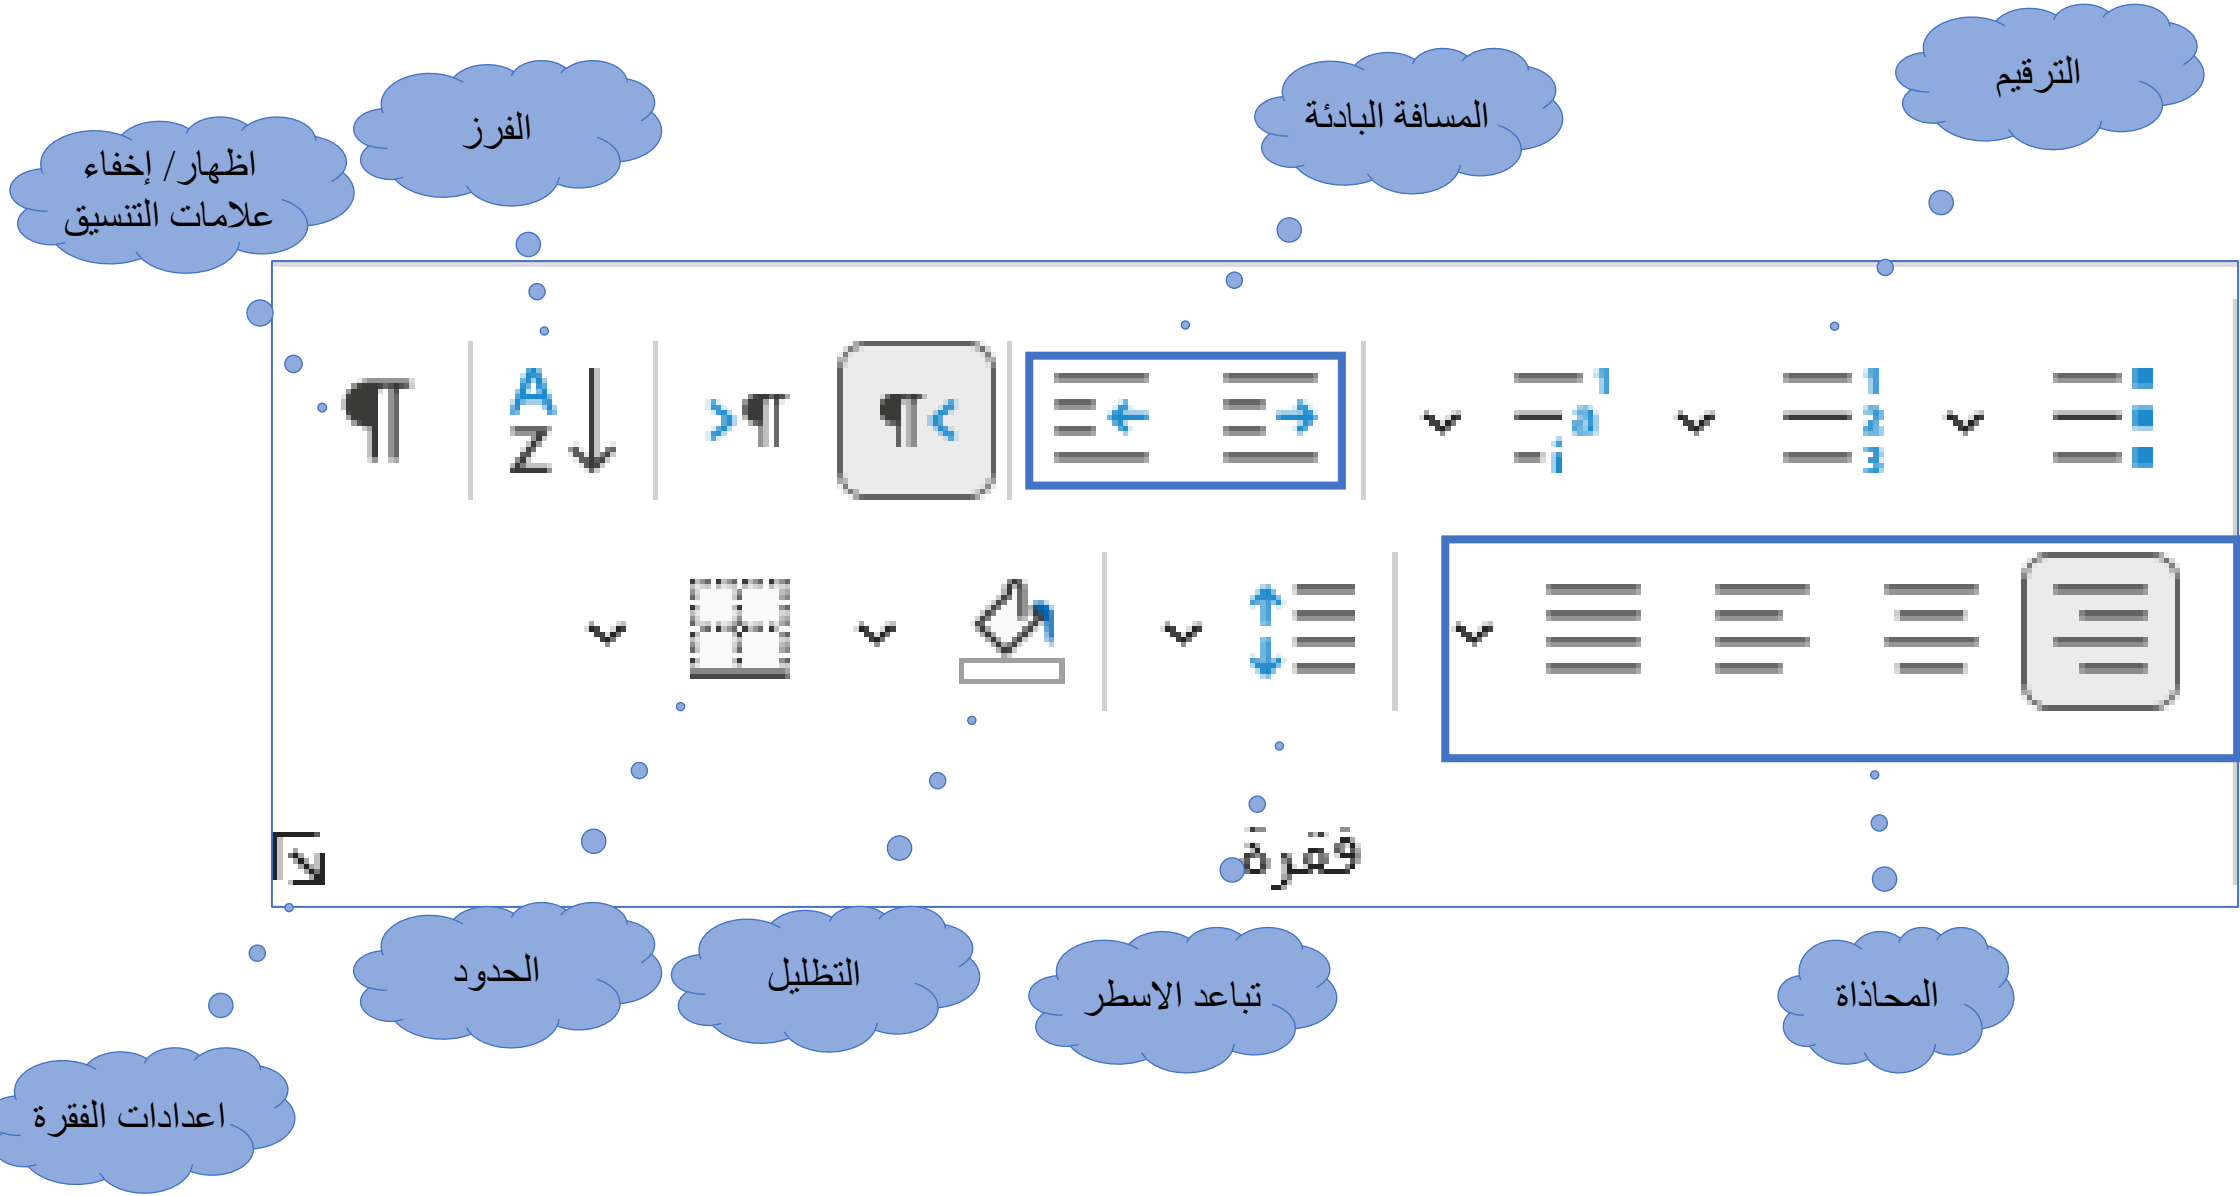 الترقيم
المسافة البادئة
الفرز
اظهار/ إخفاء
علامات التنسيق
فقرة
المحاذاة
تباعد الاسطر
التظليل
الحدود
اعدادات الفقرة